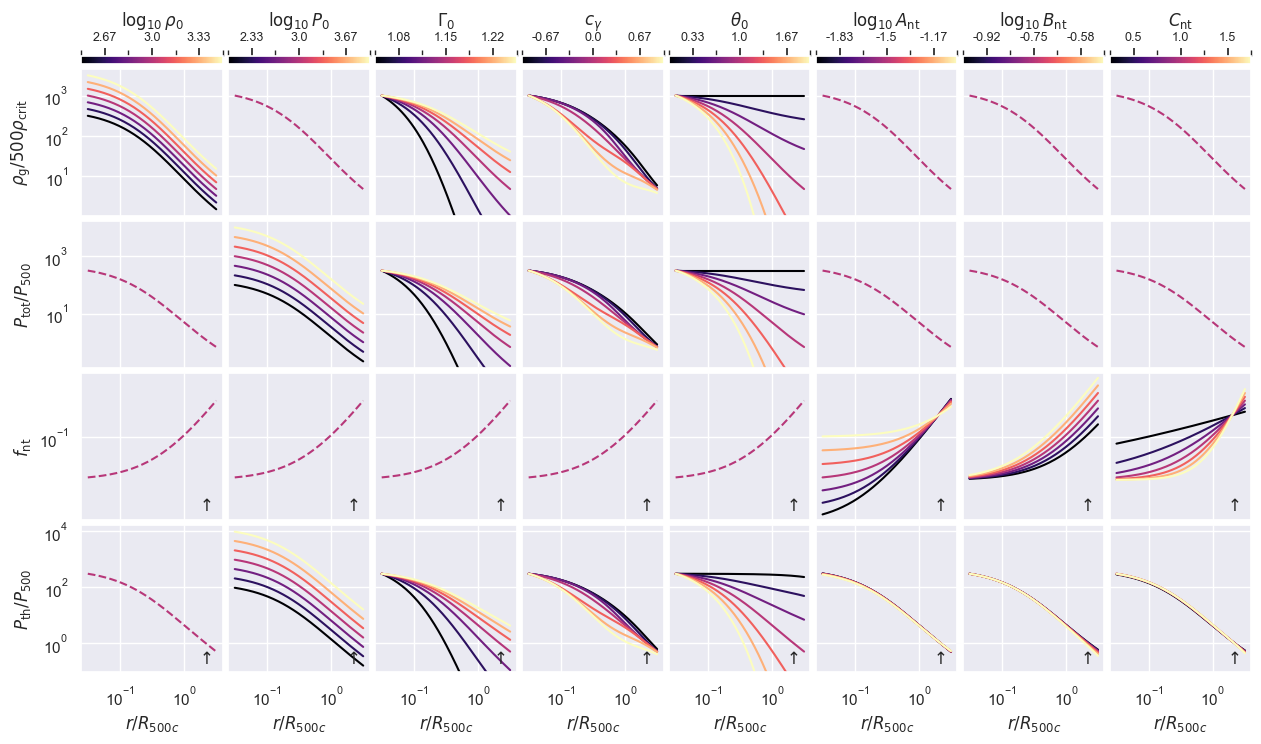 log₁₀ ρ₀ log₁₀ P₀ Γ₀ c_γ θ₀ log₁₀ A_nt log₁₀ B_nt C_nt
2.67 3.0 3.33 2.33 3.0 3.67 1.08 1.15 1.22 -0.67 0.0 0.67 0.33 1.0 1.67 -1.83 -1.5 -1.17 -0.92 -0.75 -0.58 0.5 1.0 1.5
ρ_g/500ρ_crit
10³
10²
10¹
P_tot/P₅₀₀
10³
10¹
f_nt
10⁻¹
↑ ↑ ↑ ↑ ↑ ↑ ↑ ↑
P_th/P₅₀₀
10⁴
10²
10⁰
↑ ↑ ↑ ↑ ↑ ↑ ↑ ↑
10⁻¹ 10⁰ 10⁻¹ 10⁰ 10⁻¹ 10⁰ 10⁻¹ 10⁰ 10⁻¹ 10⁰ 10⁻¹ 10⁰ 10⁻¹ 10⁰ 10⁻¹ 10⁰
r/R₅₀₀c r/R₅₀₀c r/R₅₀₀c r/R₅₀₀c r/R₅₀₀c r/R₅₀₀c r/R₅₀₀c r/R₅₀₀c